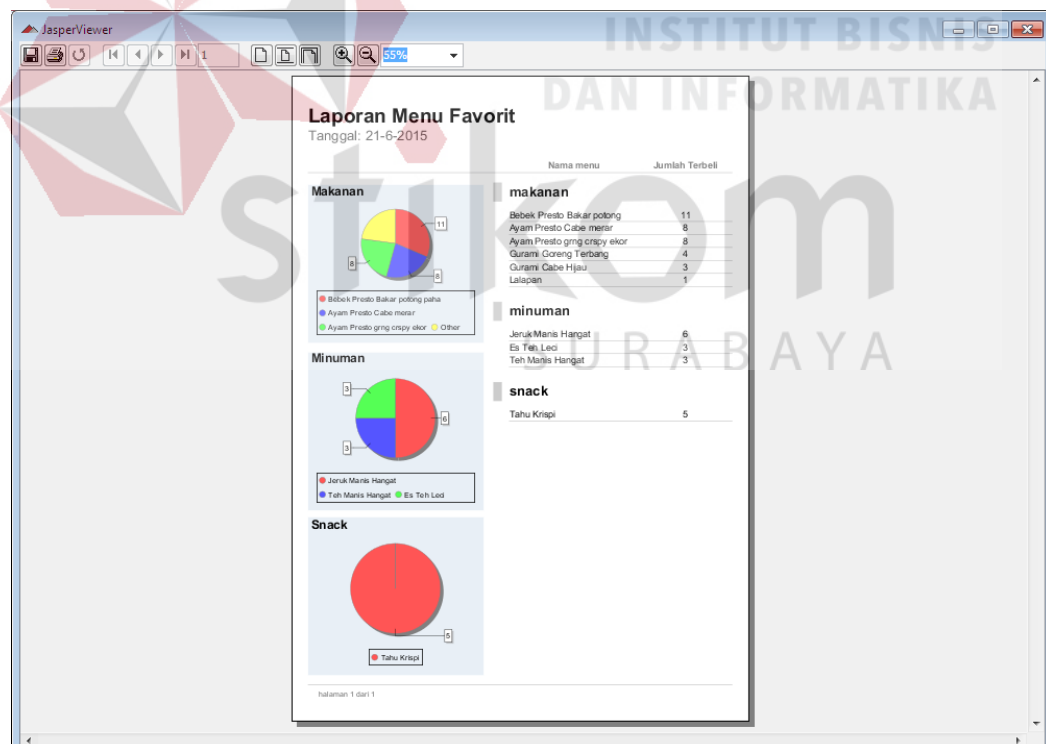 JasperViewer
1
55%
INSTITUT BISNIS
DAN INFORMATIKA
stikom
SURABAYA
Laporan Menu Favorit
Tanggal: 21-6-2015
Nama menu Jumlah Terbeli
Makanan
11
8
8
Bebek Presto Bakar potong paha
Ayam Presto Cabe merar
Ayam Presto grng crspy ekor Other
Minuman
3
6
3
Jeruk Manis Hangat
Teh Manis Hangat Es Teh Leci
Snack
5
Tahu Krispi
makanan
Bebek Presto Bakar potong 11
Ayam Presto Cabe merar 8
Ayam Presto grng crspy ekor 8
Gurami Goreng Terbang 4
Gurami Cabe Hijau 3
Lalapan 1
minuman
Jeruk Manis Hangat 6
Es Teh Leci 3
Teh Manis Hangat 3
snack
Tahu Krispi 5
halaman 1 dari 1